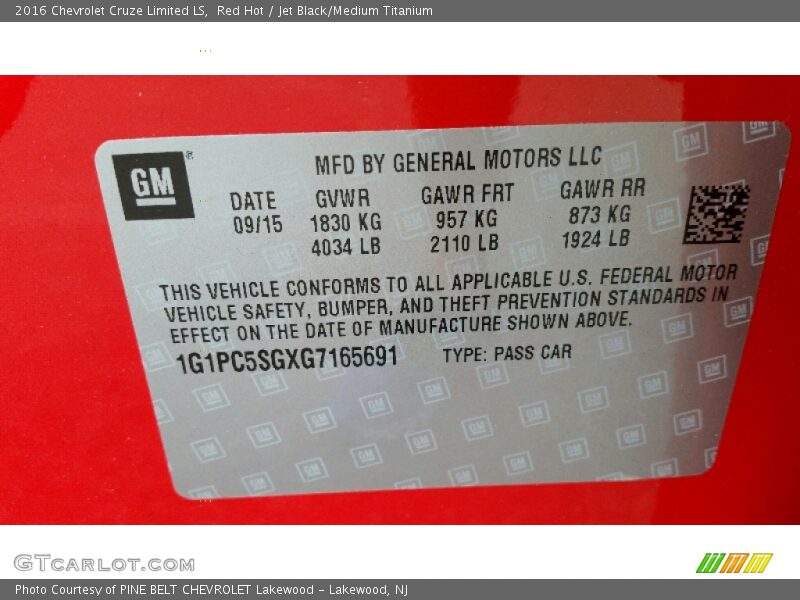 2016 Chevrolet Cruze Limited LS,  Red Hot / Jet Black/Medium Titanium
GM
MFD BY GENERAL MOTORS LLC
DATE GVWR GAWR FRT GAWR RR
09/15 1830 KG 957 KG 873 KG
4034 LB 2110 LB 1924 LB
THIS VEHICLE CONFORMS TO ALL APPLICABLE U.S. FEDERAL MOTOR
VEHICLE SAFETY, BUMPER, AND THEFT PREVENTION STANDARDS IN
EFFECT ON THE DATE OF MANUFACTURE SHOWN ABOVE.
1G1PC5SGXG7165691 TYPE: PASS CAR
GTCARLOT.COM
Photo Courtesy of PINE BELT CHEVROLET Lakewood - Lakewood, NJ